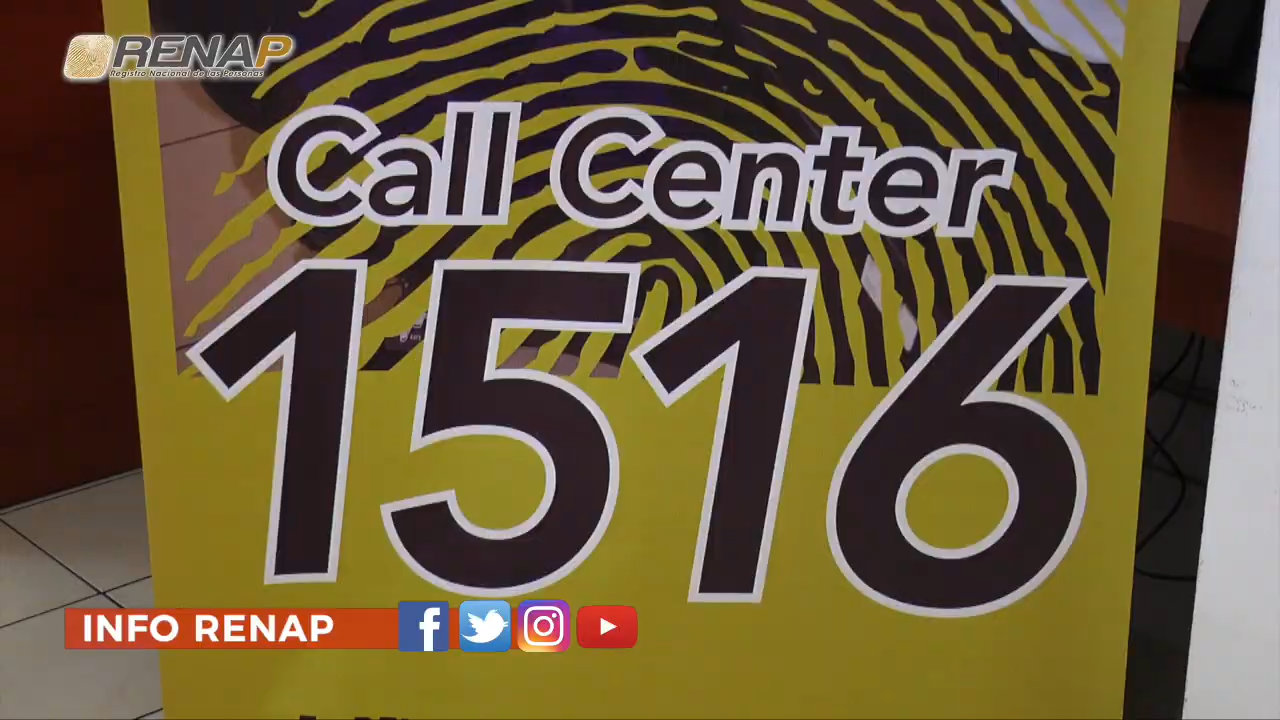 RENAP
Registro Nacional de las Personas
Call Center
1516
INFO RENAP